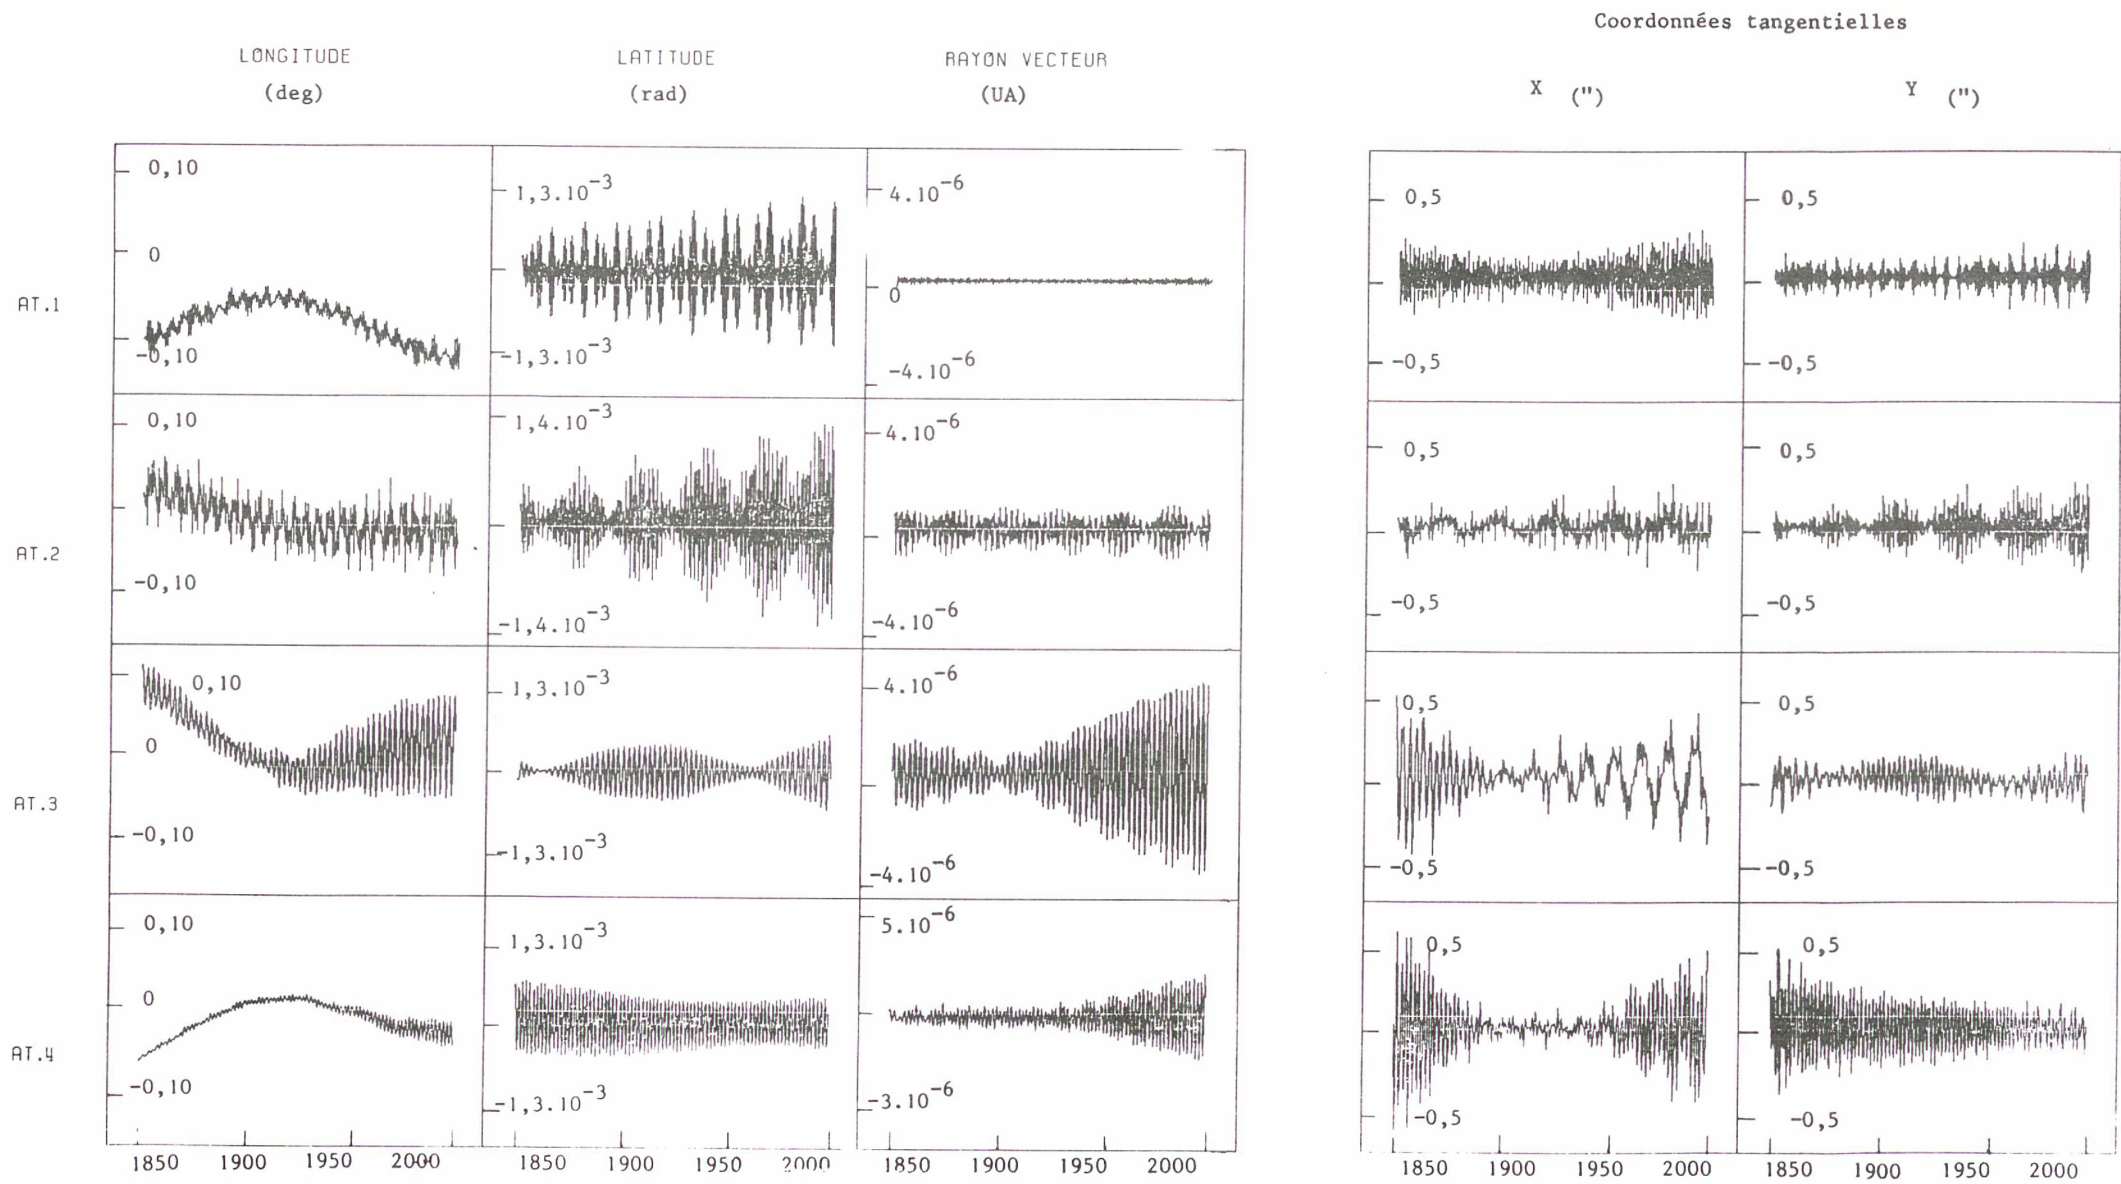 Coordonnées tangentielles
LONGITUDE LATITUDE RAYON VECTEUR
(deg) (rad) (UA) X (") Y (")
AT.1
0,10 1,3.10-3 4.10-6 0,5 0,5
0 0
-0,10 -1,3.10-3 -4.10-6 -0,5 -0,5
AT.2
0,10 1,4.10-3 4.10-6 0,5 0,5
-0,10 -1,4.10-3 -4.10-6 -0,5 -0,5
AT.3
0,10 1,3.10-3 4.10-6 0,5 0,5
0
-0,10 -1,3.10-3 -4.10-6 -0,5 -0,5
AT.4
0,10 1,3.10-3 5.10-6 0,5 0,5
0
-0,10 -1,3.10-3 -3.10-6 -0,5 -0,5
1850 1900 1950 2000 1850 1900 1950 2000 1850 1900 1950 2000 1850 1900 1950 2000 1850 1900 1950 2000